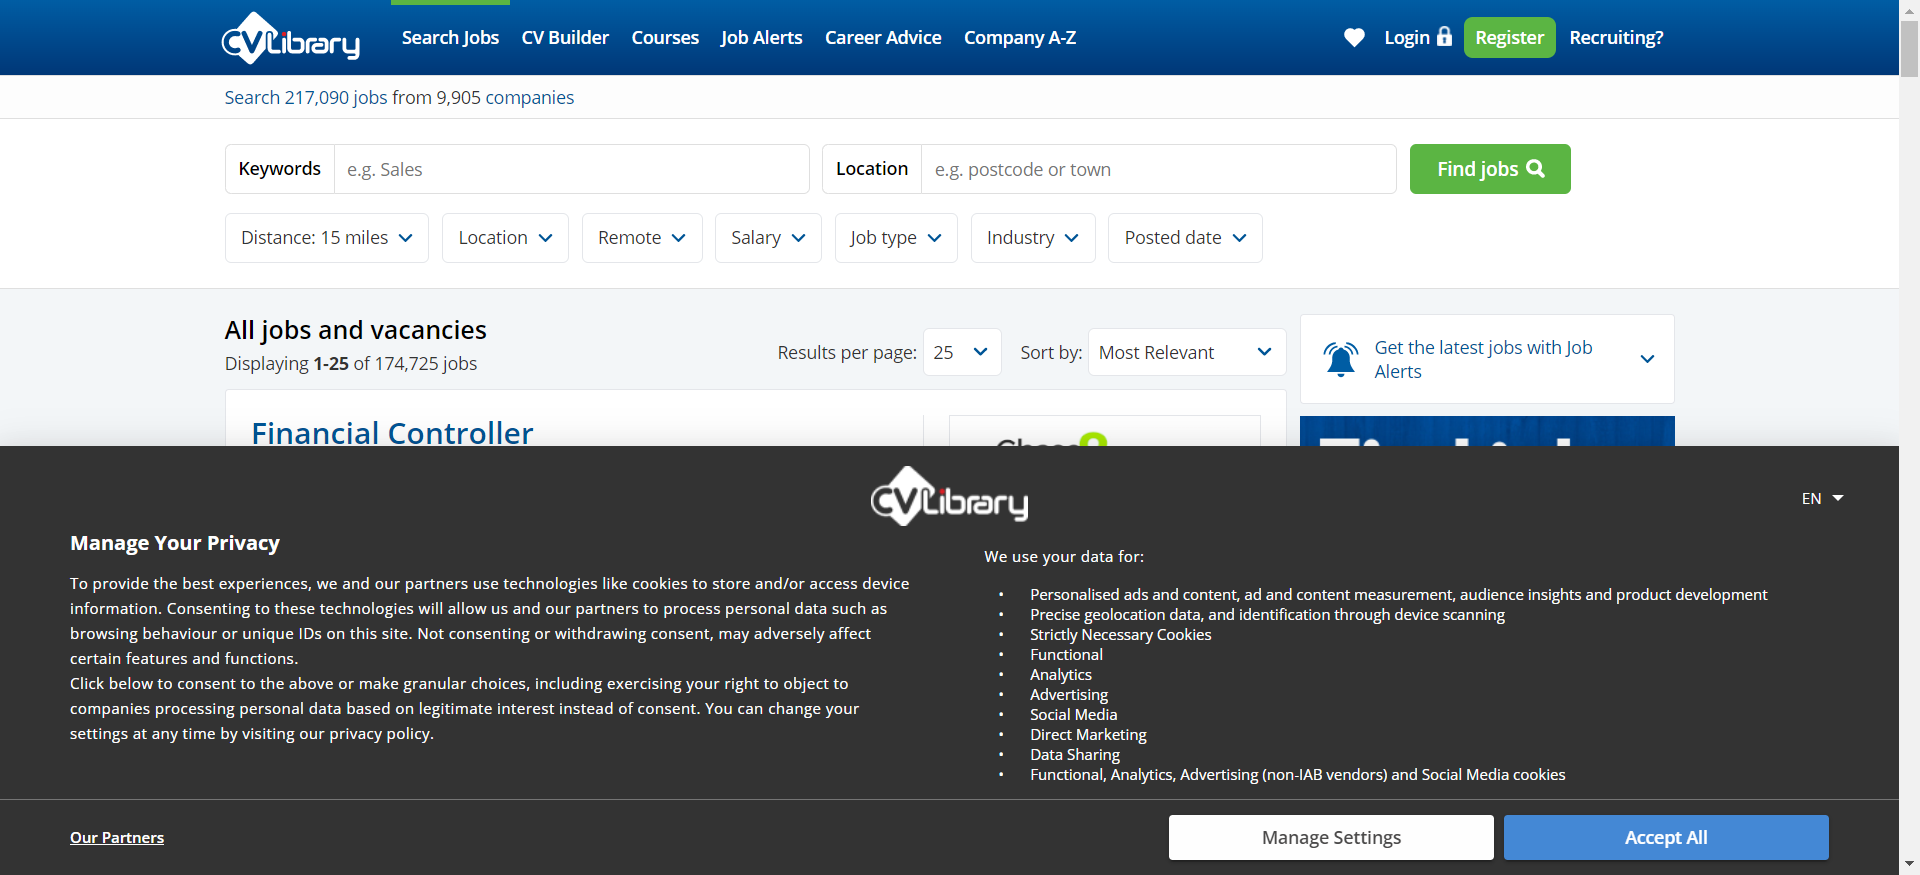 CVLibrary
Search Jobs CV Builder Courses Job Alerts Career Advice Company A-Z Login Register Recruiting?
Search 217,090 jobs from 9,905 companies
Keywords e.g. Sales Location e.g. postcode or town Find jobs
Distance: 15 miles Location Remote Salary Job type Industry Posted date
All jobs and vacancies
Displaying 1-25 of 174,725 jobs
Results per page: 25 Sort by: Most Relevant
Get the latest jobs with Job
Alerts
Financial Controller
CVLibrary
EN
Manage Your Privacy
To provide the best experiences, we and our partners use technologies like cookies to store and/or access device
information. Consenting to these technologies will allow us and our partners to process personal data such as
browsing behaviour or unique IDs on this site. Not consenting or withdrawing consent, may adversely affect
certain features and functions.
Click below to consent to the above or make granular choices, including exercising your right to object to
companies processing personal data based on legitimate interest instead of consent. You can change your
settings at any time by visiting our privacy policy.
We use your data for:
• Personalised ads and content, ad and content measurement, audience insights and product development
• Precise geolocation data, and identification through device scanning
• Strictly Necessary Cookies
• Functional
• Analytics
• Advertising
• Social Media
• Direct Marketing
• Data Sharing
• Functional, Analytics, Advertising (non-IAB vendors) and Social Media cookies
Our Partners
Manage Settings
Accept All